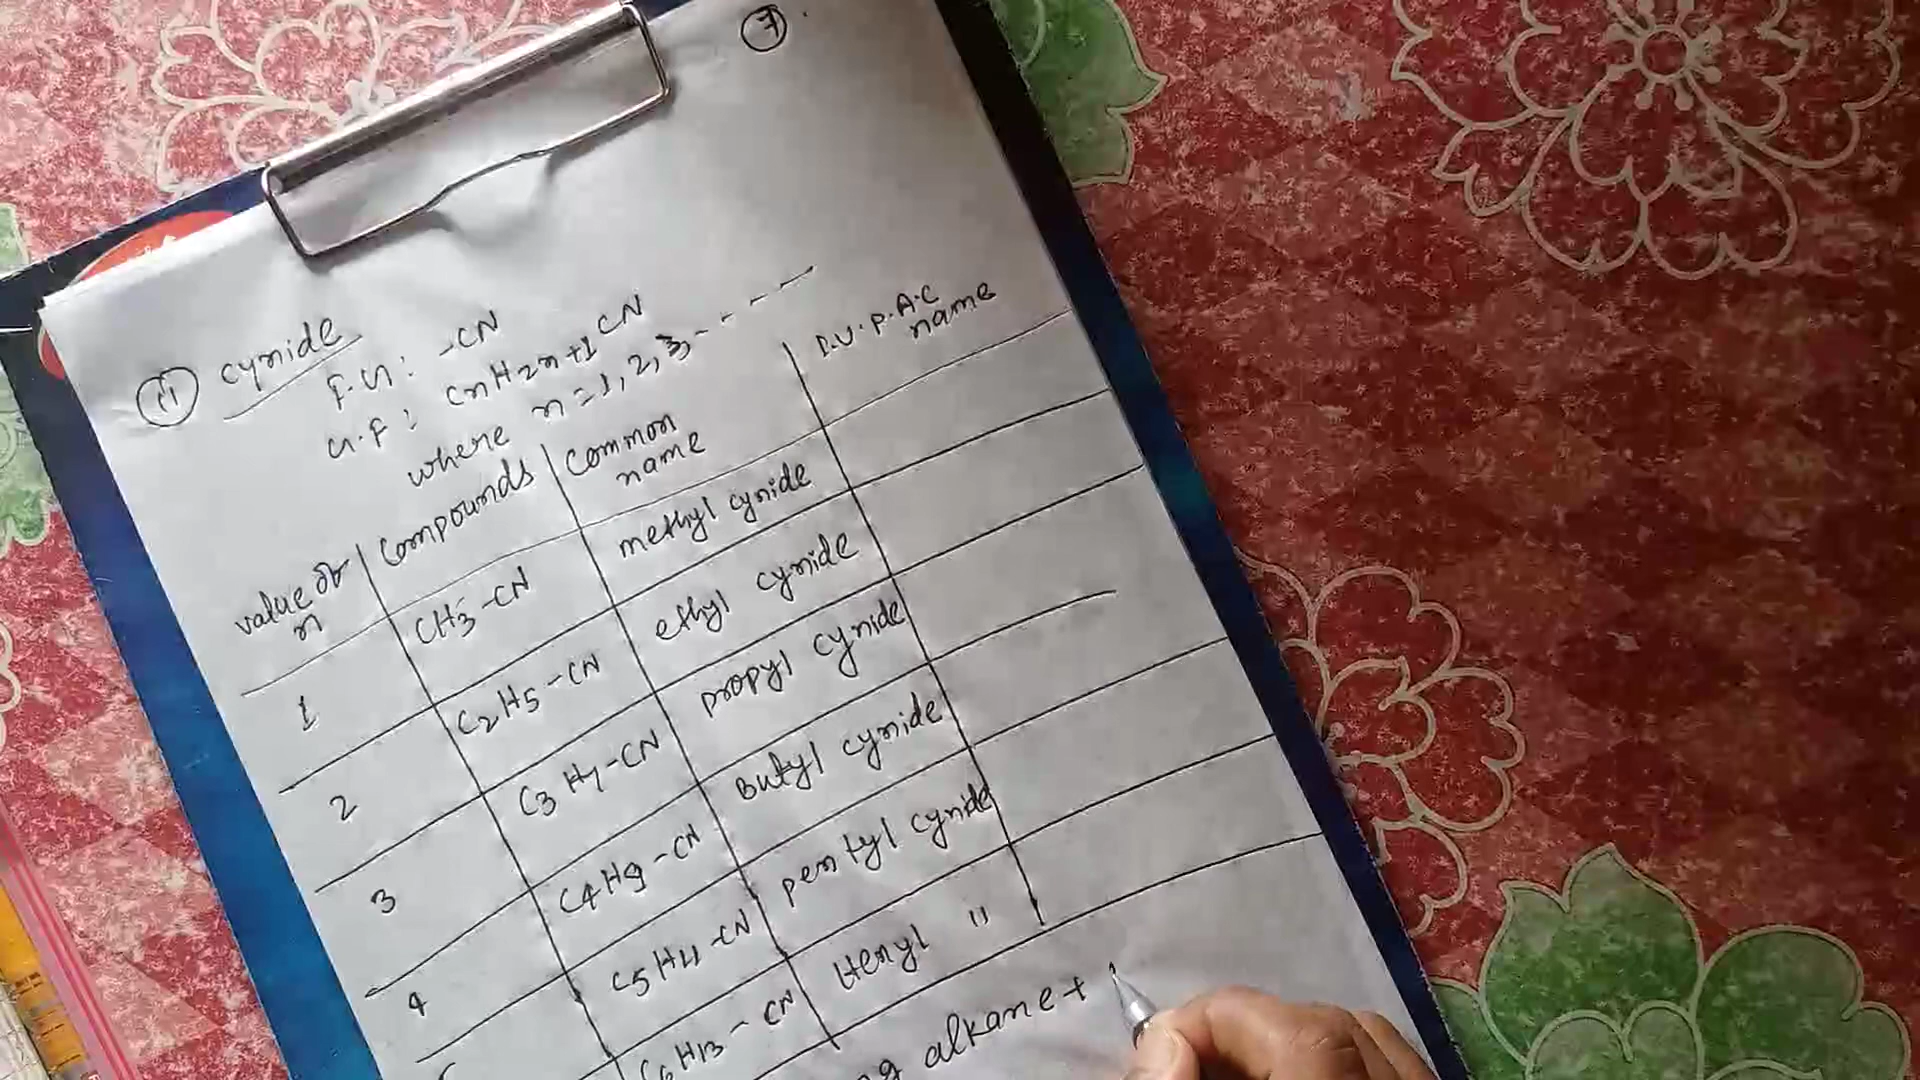 7
11 cynide
F.G: -CN
G.F: CnH2n+1 CN
where n=1,2,3,- - - - -
value of n | compounds | common name | I.U.P.A.C name
1 | CH3-CN | methyl cynide
2 | C2H5-CN | ethyl cynide
3 | C3H7-CN | propyl cynide
4 | C4H9-CN | Butyl cynide
C5H11-CN | pentyl cynide
C6H13-CN | Hexyl "
alkane+